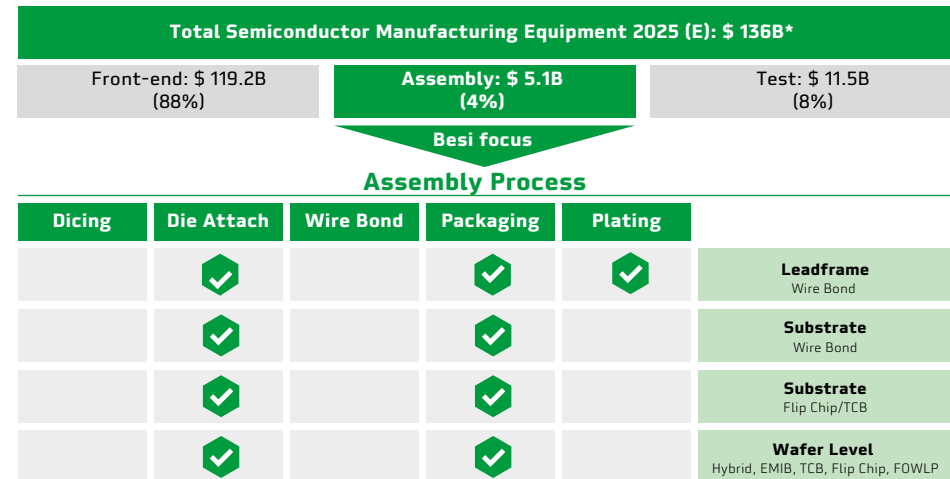 Total Semiconductor Manufacturing Equipment 2025 (E): $ 136B*
Front-end: $ 119.2B
(88%)
Assembly: $ 5.1B
(4%)
Test: $ 11.5B
(8%)
Besi focus
Assembly Process
Dicing
Die Attach
Wire Bond
Packaging
Plating
Leadframe
Wire Bond
Substrate
Wire Bond
Substrate
Flip Chip/TCB
Wafer Level
Hybrid, EMIB, TCB, Flip Chip, FOWLP